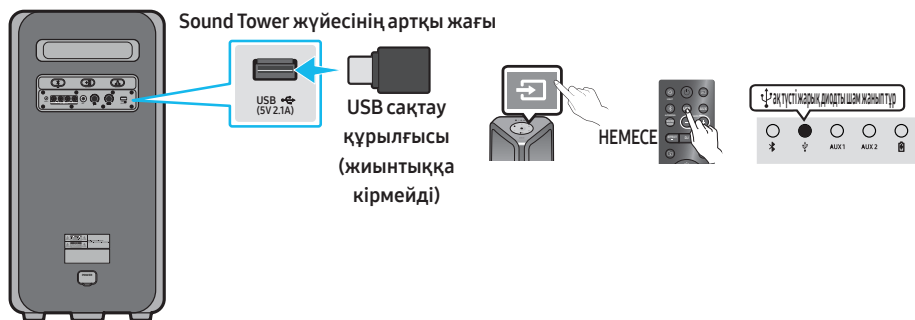 Sound Tower жүйесінің артқы жағы
USB
(5V 2.1A)
USB сақтау
құрылғысы
(жиынтыққа
кірмейді)
НЕМЕСЕ
ақ түсті жарық диодты шам жанып тұр
AUX 1 AUX 2